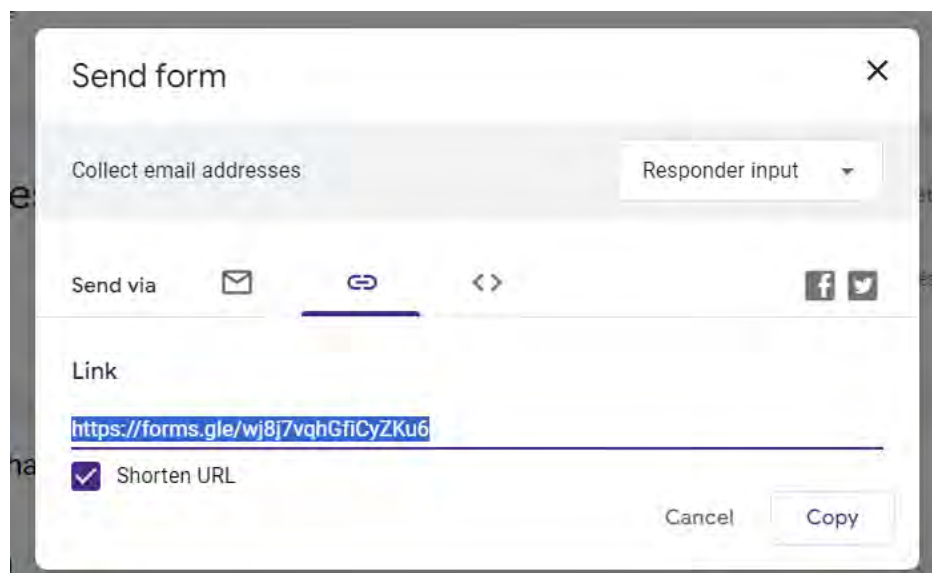 Send form
Collect email addresses
Responder input
Send via
Link
https://forms.gle/wj8j7vqhGfiCyZKu6
Shorten URL
Cancel
Copy